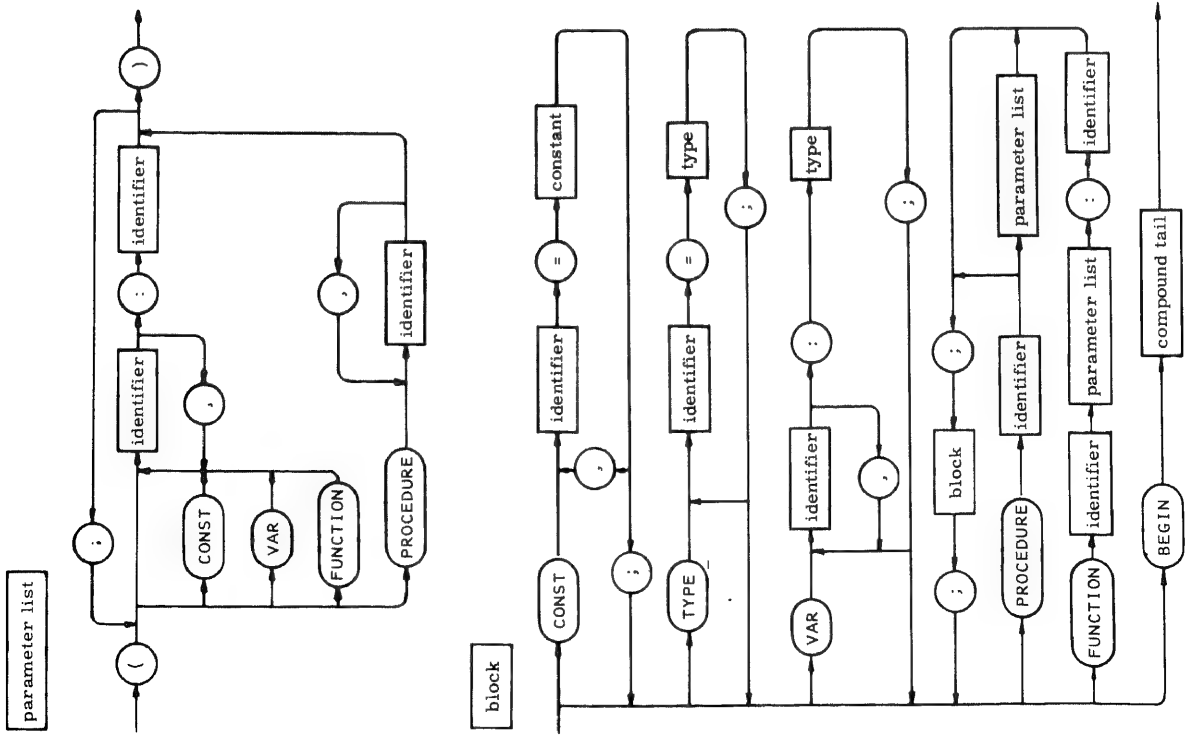 parameter list
;
( identifier : identifier )
CONST ,
VAR
FUNCTION ,
PROCEDURE identifier
block
CONST identifier = constant
,
;
TYPE identifier = type
;
VAR identifier : type
,
;
; block ;
PROCEDURE identifier parameter list
FUNCTION identifier parameter list : identifier
BEGIN compound tail